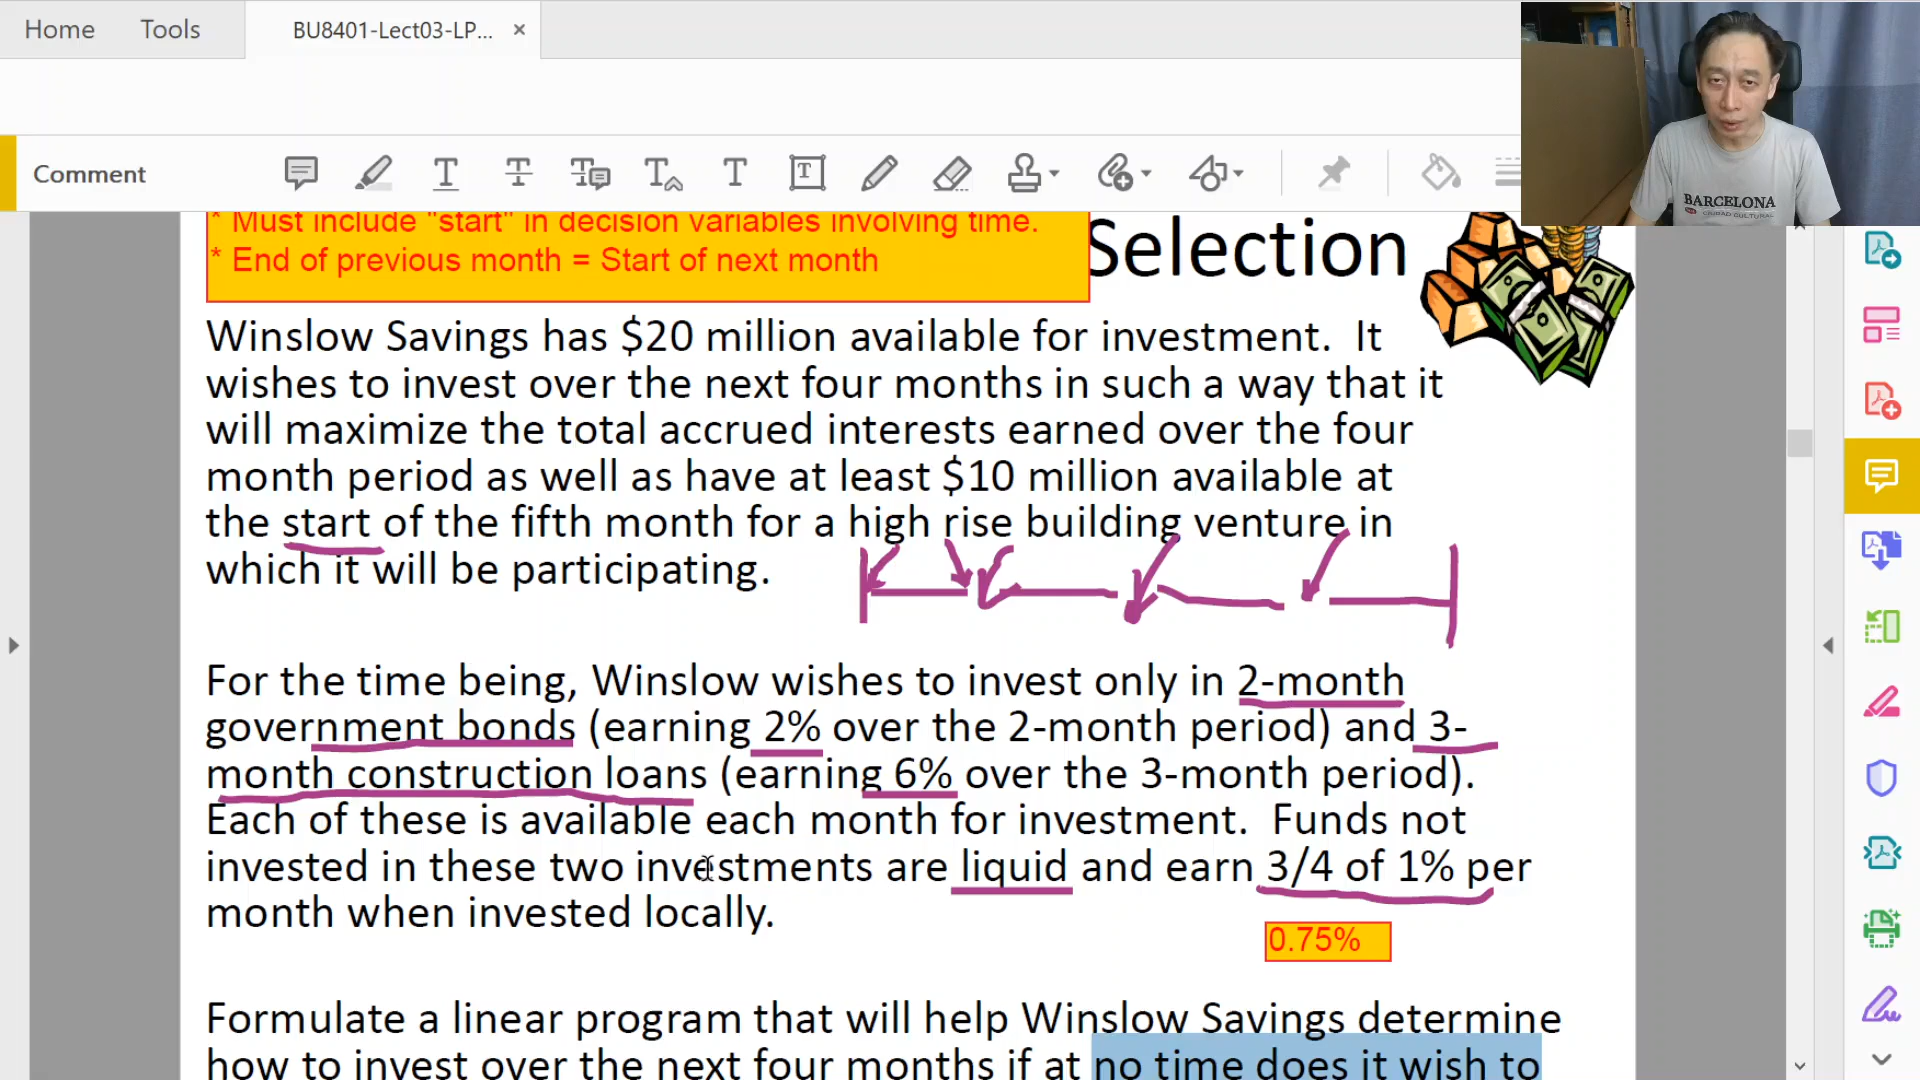 Home
Tools
BU8401-Lect03-LP...
Comment
* Must include "start" in decision variables involving time.
* End of previous month = Start of next month
Selection
Winslow Savings has $20 million available for investment. It
wishes to invest over the next four months in such a way that it
will maximize the total accrued interests earned over the four
month period as well as have at least $10 million available at
the start of the fifth month for a high rise building venture in
which it will be participating.
For the time being, Winslow wishes to invest only in 2-month
government bonds (earning 2% over the 2-month period) and 3-
month construction loans (earning 6% over the 3-month period).
Each of these is available each month for investment. Funds not
invested in these two investments are liquid and earn 3/4 of 1% per
month when invested locally.
0.75%
Formulate a linear program that will help Winslow Savings determine
how to invest over the next four months if at no time does it wish to
BARCELONA
CIUDAD CULTURAL